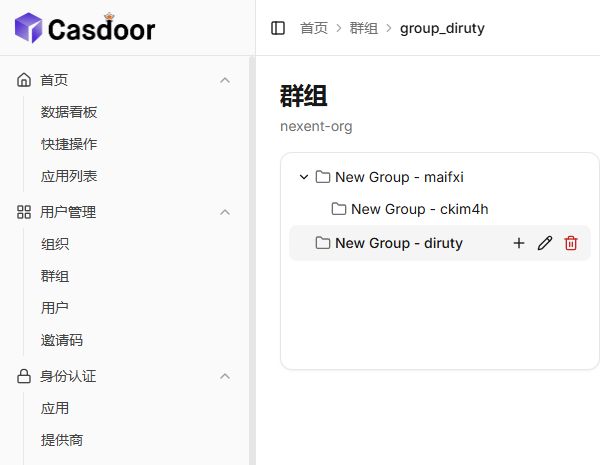 Casdoor
首页
数据看板
快捷操作
应用列表
用户管理
组织
群组
用户
邀请码
身份认证
应用
提供商
首页 > 群组 > group_diruty
群组
nexent-org
New Group - maifxi
New Group - ckim4h
New Group - diruty